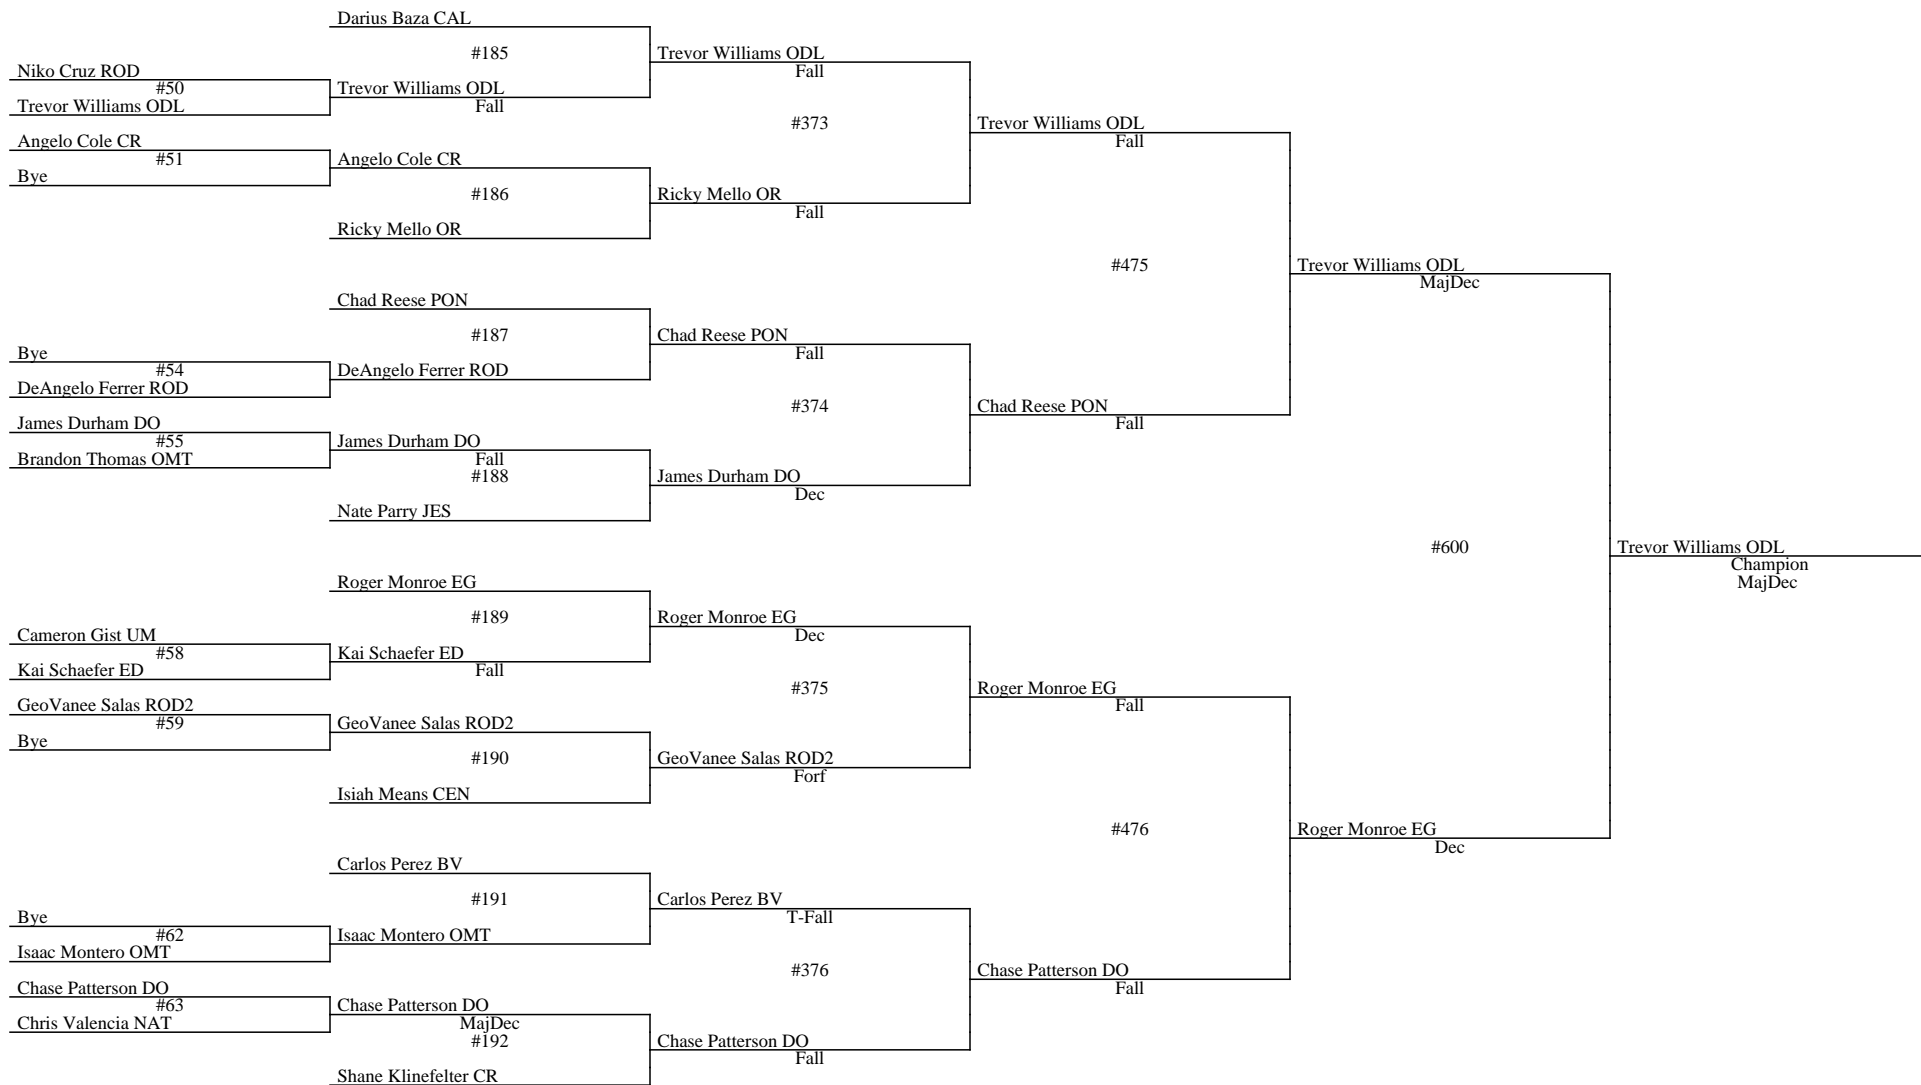 Darius Baza CAL
#185
Trevor Williams ODL
Fall
Niko Cruz ROD
#50
Trevor Williams ODL
Trevor Williams ODL
Fall
#373
Trevor Williams ODL
Fall
Angelo Cole CR
#51
Bye
Angelo Cole CR
#186
Ricky Mello OR
Fall
Ricky Mello OR
#475
Trevor Williams ODL
MajDec
Chad Reese PON
#187
Chad Reese PON
Fall
Bye
#54
DeAngelo Ferrer ROD
DeAngelo Ferrer ROD
#374
Chad Reese PON
Fall
James Durham DO
#55
Brandon Thomas OMT
James Durham DO
Fall
#188
James Durham DO
Dec
Nate Parry JES
#600
Trevor Williams ODL
Champion
MajDec
Roger Monroe EG
#189
Roger Monroe EG
Dec
Cameron Gist UM
#58
Kai Schaefer ED
Kai Schaefer ED
Fall
#375
Roger Monroe EG
Fall
GeoVanee Salas ROD2
#59
Bye
GeoVanee Salas ROD2
#190
GeoVanee Salas ROD2
Forf
Isiah Means CEN
#476
Roger Monroe EG
Dec
Carlos Perez BV
#191
Carlos Perez BV
T-Fall
Bye
#62
Isaac Montero OMT
Isaac Montero OMT
#376
Chase Patterson DO
Fall
Chase Patterson DO
#63
Chris Valencia NAT
Chase Patterson DO
MajDec
#192
Chase Patterson DO
Fall
Shane Klinefelter CR